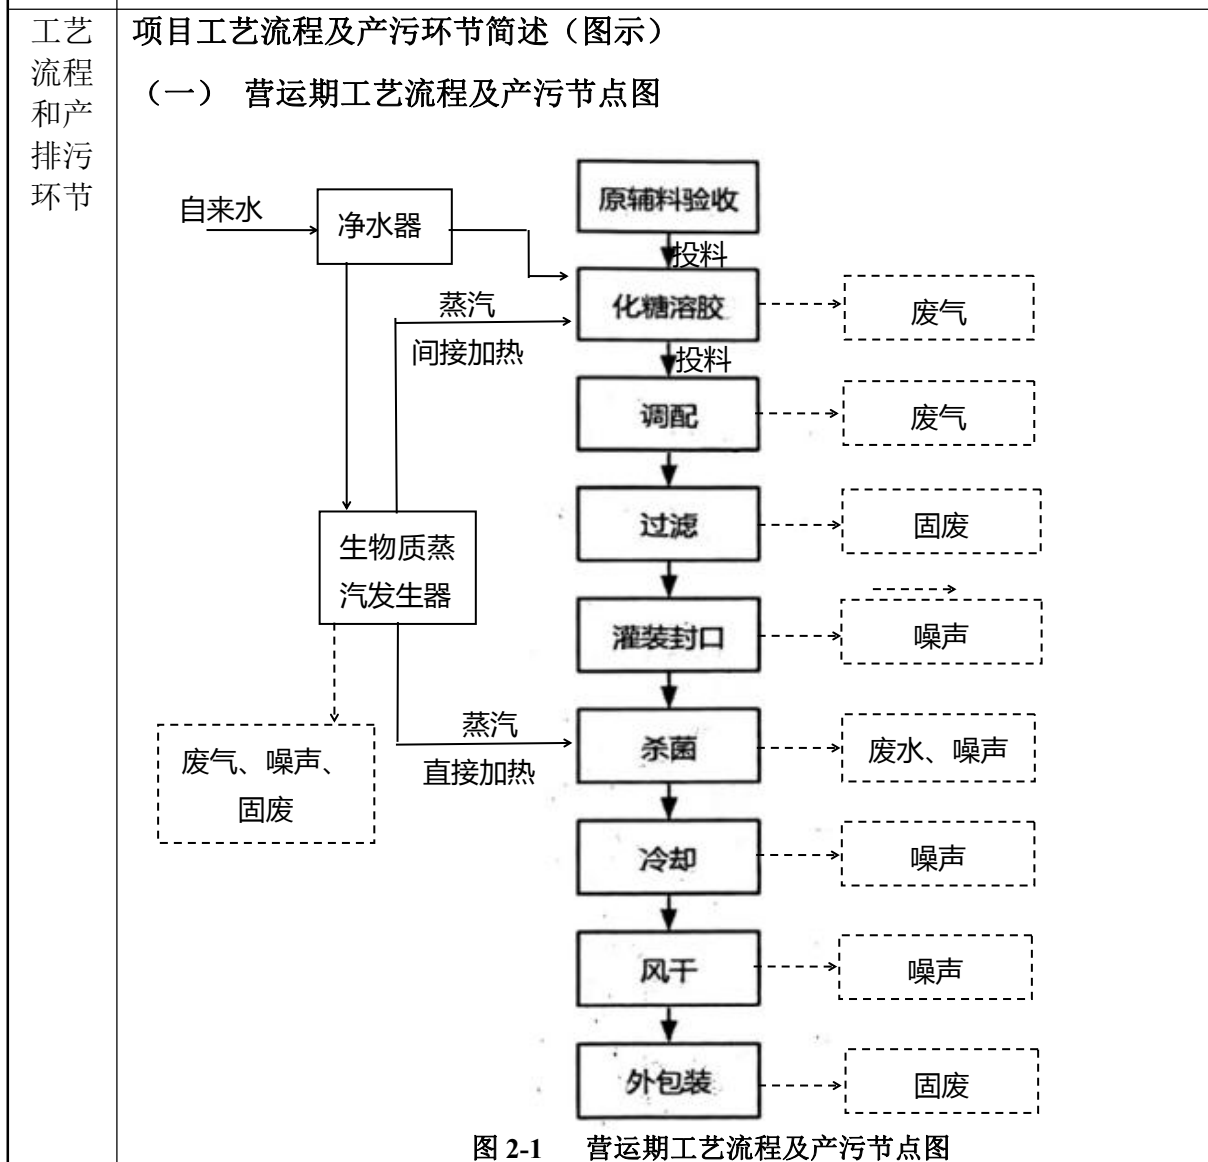 工艺
流程
和产
排污
环节
项目工艺流程及产污环节简述（图示）
（一） 营运期工艺流程及产污节点图
原辅料验收
自来水
净水器
投料
化糖溶胶
废气
蒸汽
间接加热
投料
调配
废气
过滤
固废
生物质蒸
汽发生器
灌装封口
噪声
蒸汽
直接加热
杀菌
废水、噪声
废气、噪声、
固废
冷却
噪声
风干
噪声
外包装
固废
图 2-1 营运期工艺流程及产污节点图